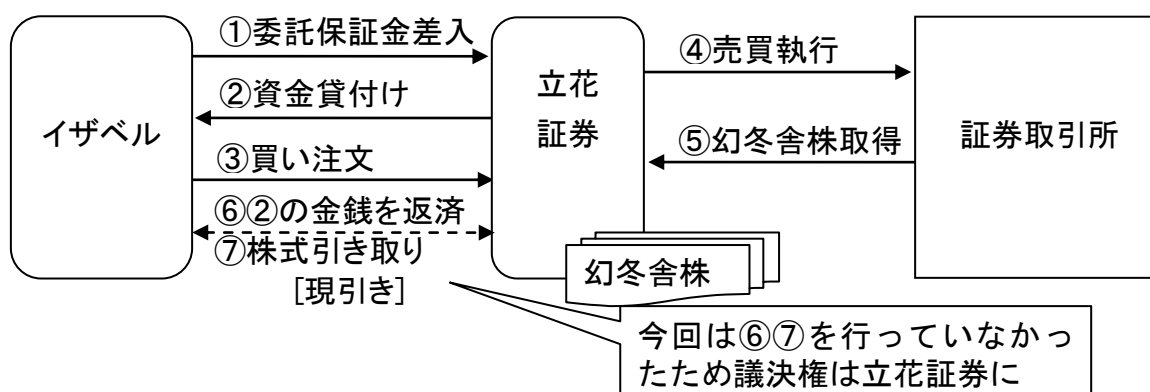 イザベル
①委託保証金差入
②資金貸付け
③買い注文
⑥②の金銭を返済
⑦株式引き取り
[現引き]
立花
証券
④売買執行
⑤幻冬舎株取得
証券取引所
幻冬舎株
今回は⑥⑦を行っていなかっ
たため議決権は立花証券に